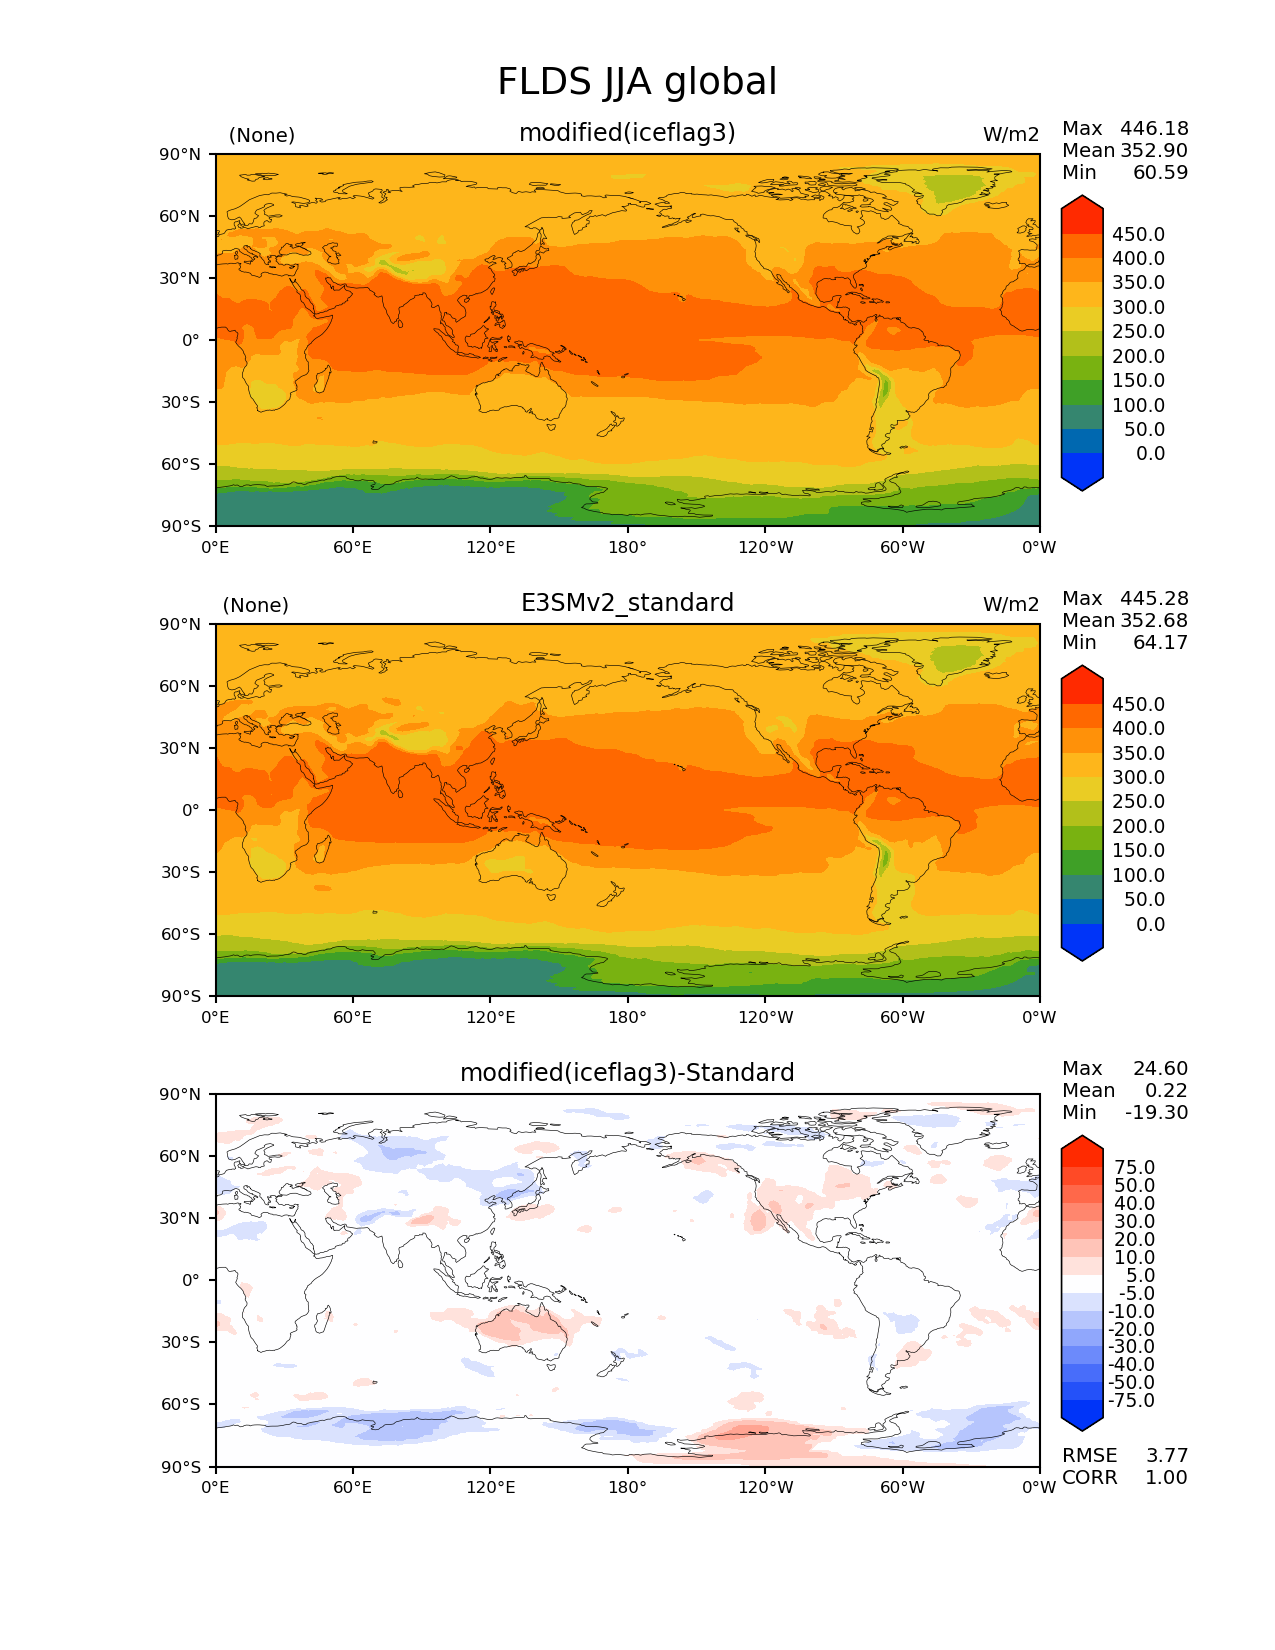 FLDS JJA global
(None) modified(iceflag3) W/m2
Max 446.18
Mean 352.90
Min 60.59
90°N
60°N
30°N
0°
30°S
60°S
90°S
0°E 60°E 120°E 180° 120°W 60°W 0°W
450.0
400.0
350.0
300.0
250.0
200.0
150.0
100.0
50.0
0.0
(None) E3SMv2_standard W/m2
Max 445.28
Mean 352.68
Min 64.17
90°N
60°N
30°N
0°
30°S
60°S
90°S
0°E 60°E 120°E 180° 120°W 60°W 0°W
450.0
400.0
350.0
300.0
250.0
200.0
150.0
100.0
50.0
0.0
modified(iceflag3)-Standard
Max 24.60
Mean 0.22
Min -19.30
90°N
60°N
30°N
0°
30°S
60°S
90°S
0°E 60°E 120°E 180° 120°W 60°W 0°W
75.0
50.0
40.0
30.0
20.0
10.0
5.0
-5.0
-10.0
-20.0
-30.0
-40.0
-50.0
-75.0
RMSE 3.77
CORR 1.00